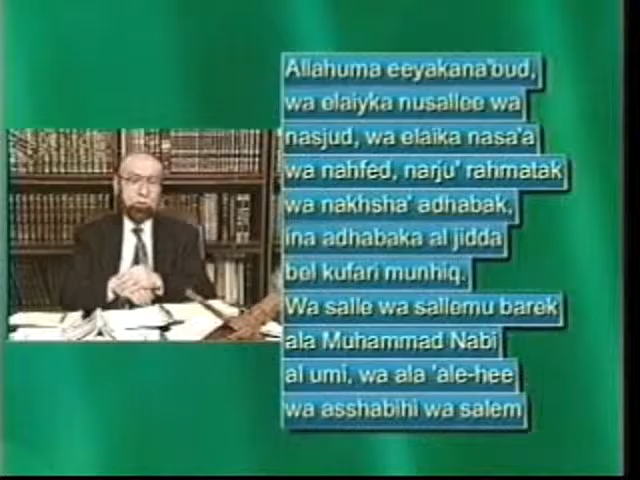 Allahuma eeyakana'bud,
wa elaiyka nusallee wa
nasjud, wa elaika nasa'a
wa nahfed, narju' rahmatak
wa nakhsha' adhabak,
ina adhabaka al jidda
bel kufari munhiq.
Wa salle wa sallemu barek
ala Muhammad Nabi
al umi, wa ala 'ale-hee
wa asshabihi wa salem